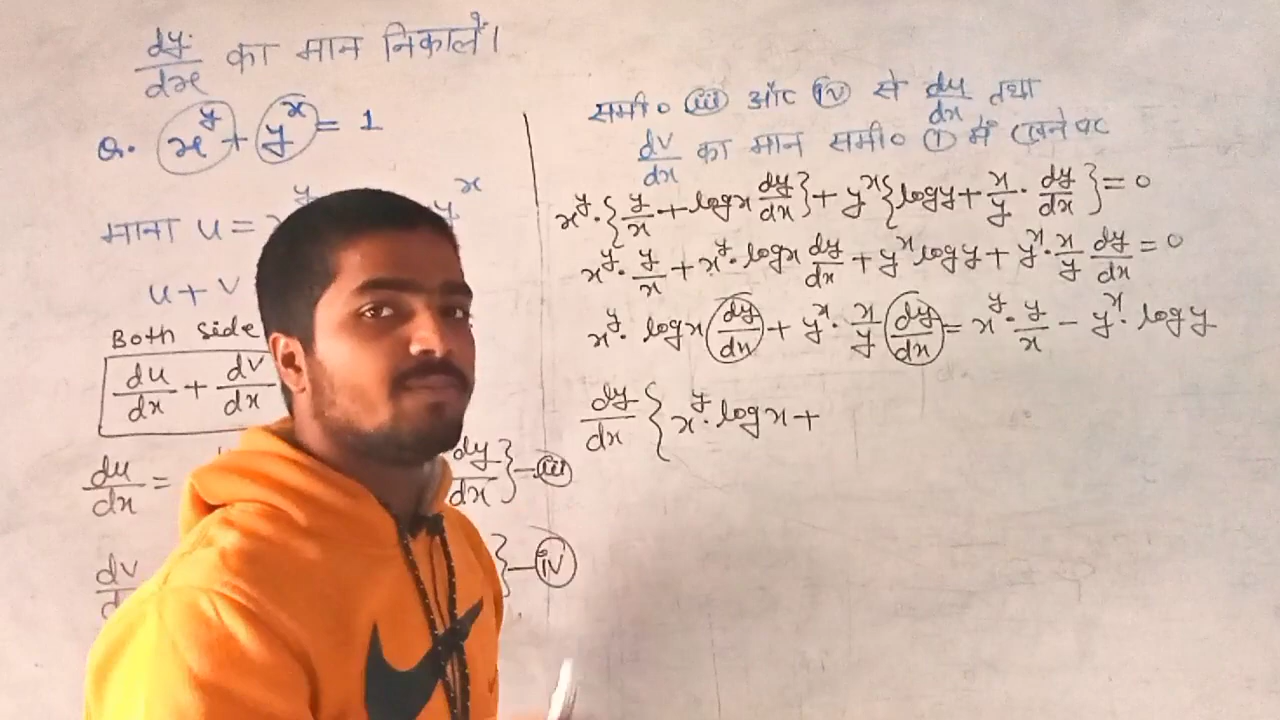 dy/dx का मान निकालें।
Q. x^y + y^x = 1
माना u = x^y y^x
u + v
Both side
du/dx + dv/dx
du/dx = dy/dx} – (iii)
dv } – (iv)
समी० (iii) और (iv) से du/dx तथा
dv/dx का मान समी० (1) में रखने पर
x^y · {y/x + log x dy/dx} + y^x {log y + x/y · dy/dx} = 0
x^y · y/x + x^y · log x dy/dx + y^x log y + y^x · x/y dy/dx = 0
x^y · log x (dy/dx) + y^x · x/y (dy/dx) = x^y · y/x – y^x · log y
dy/dx { x^y · log x +